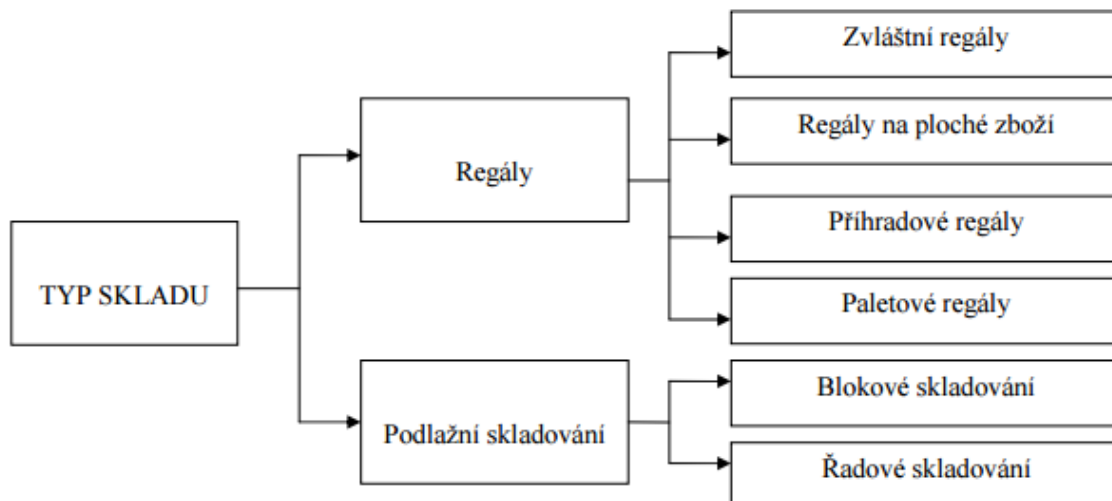 Zvláštní regály
Regály na ploché zboží
Regály
Příhradové regály
TYP SKLADU
Paletové regály
Blokové skladování
Podlažní skladování
Řadové skladování